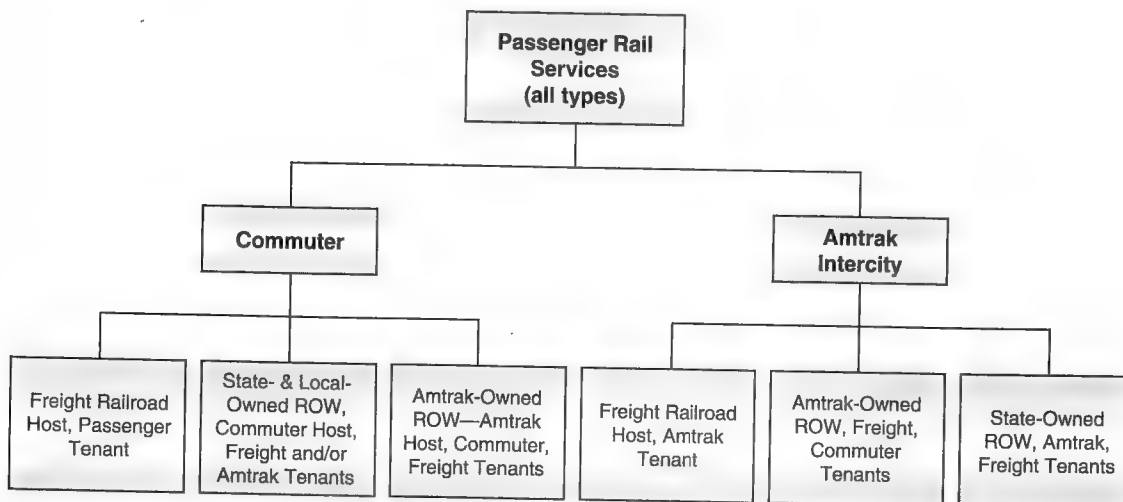 Passenger Rail
Services
(all types)
Commuter
Amtrak
Intercity
Freight Railroad
Host, Passenger
Tenant
State- & Local-
Owned ROW,
Commuter Host,
Freight and/or
Amtrak Tenants
Amtrak-Owned
ROW—Amtrak
Host, Commuter,
Freight Tenants
Freight Railroad
Host, Amtrak
Tenant
Amtrak-Owned
ROW, Freight,
Commuter
Tenants
State-Owned
ROW, Amtrak,
Freight Tenants